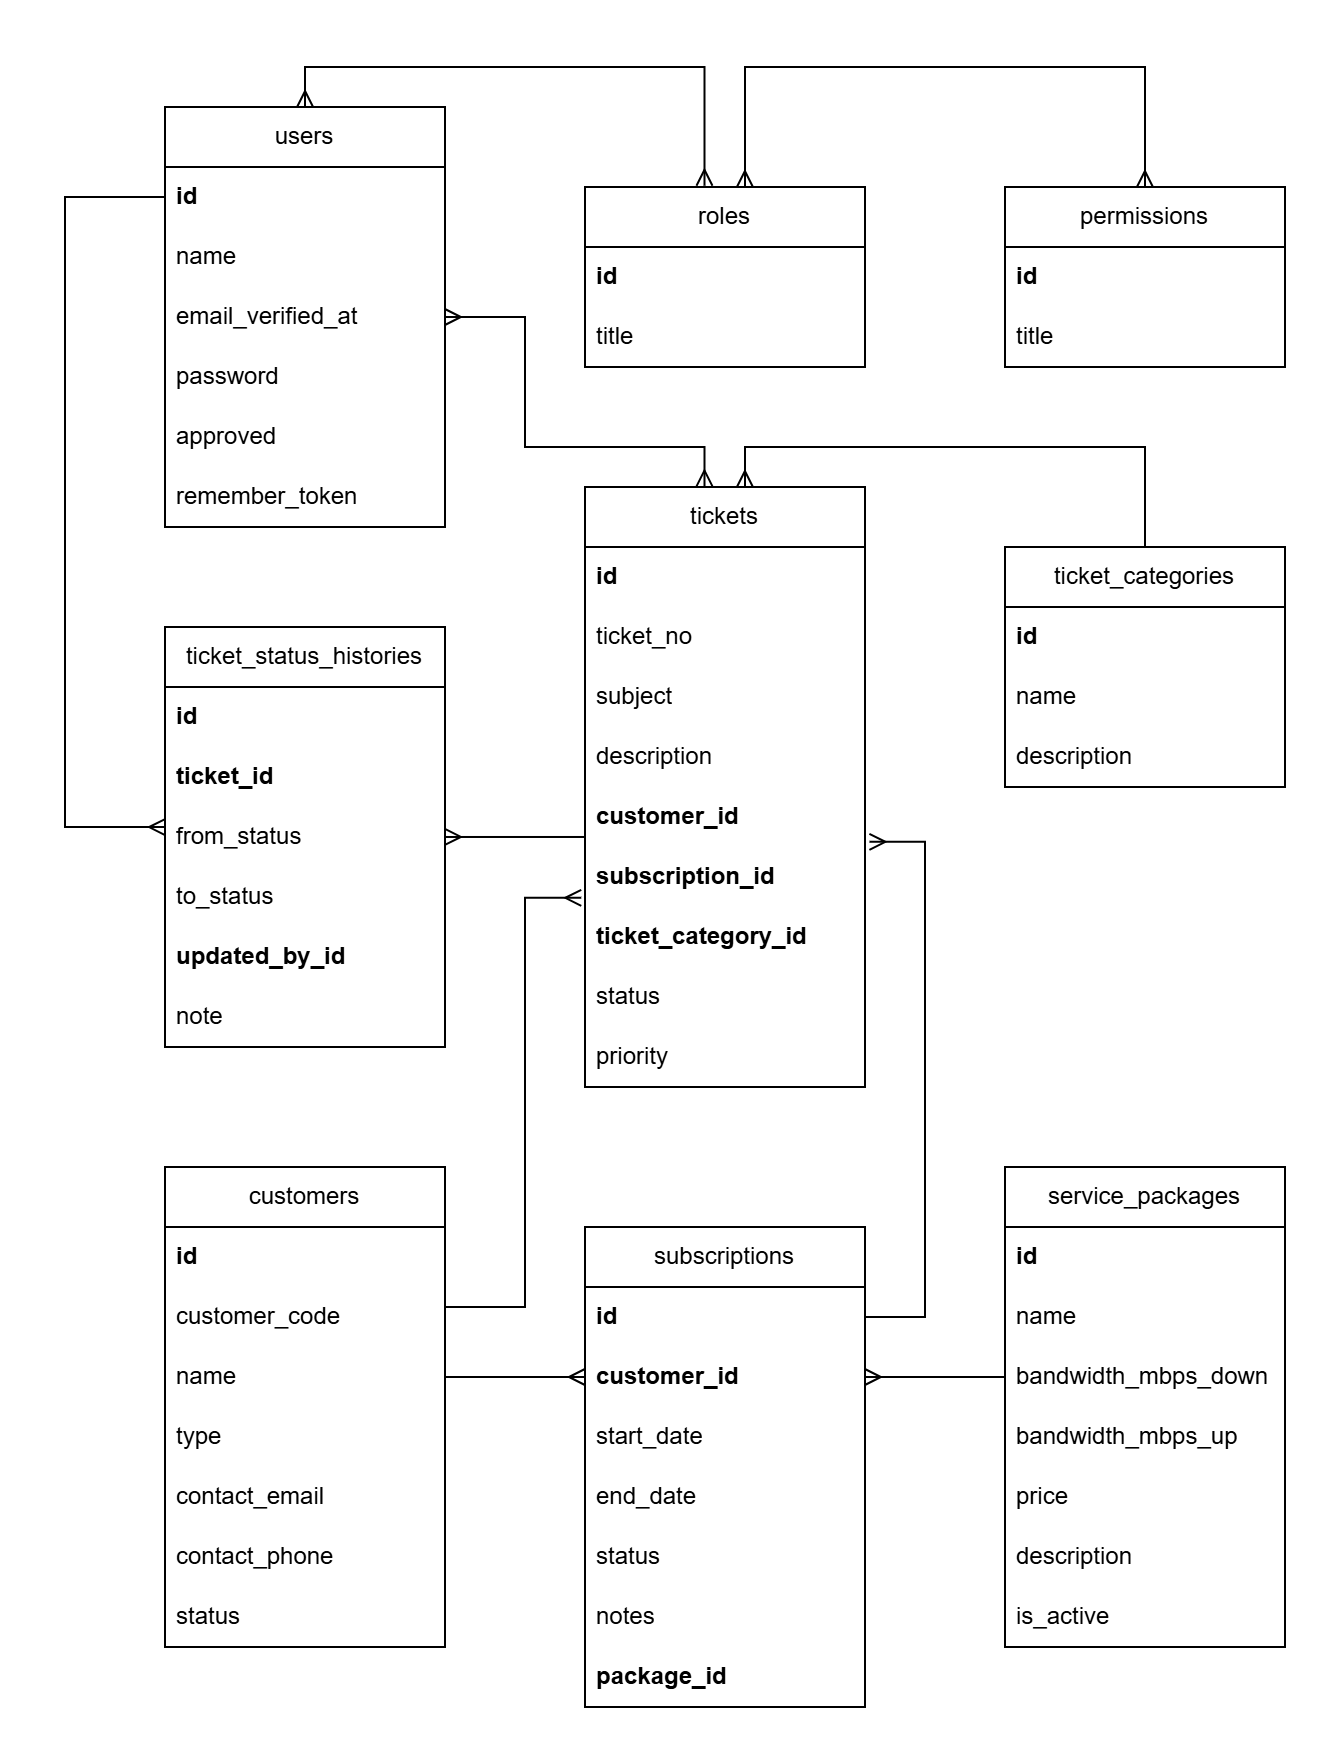 users
id
name
email_verified_at
password
approved
remember_token
roles
id
title
permissions
id
title
tickets
id
ticket_no
subject
description
customer_id
subscription_id
ticket_category_id
status
priority
ticket_categories
id
name
description
ticket_status_histories
id
ticket_id
from_status
to_status
updated_by_id
note
customers
id
customer_code
name
type
contact_email
contact_phone
status
subscriptions
id
customer_id
start_date
end_date
status
notes
package_id
service_packages
id
name
bandwidth_mbps_down
bandwidth_mbps_up
price
description
is_active